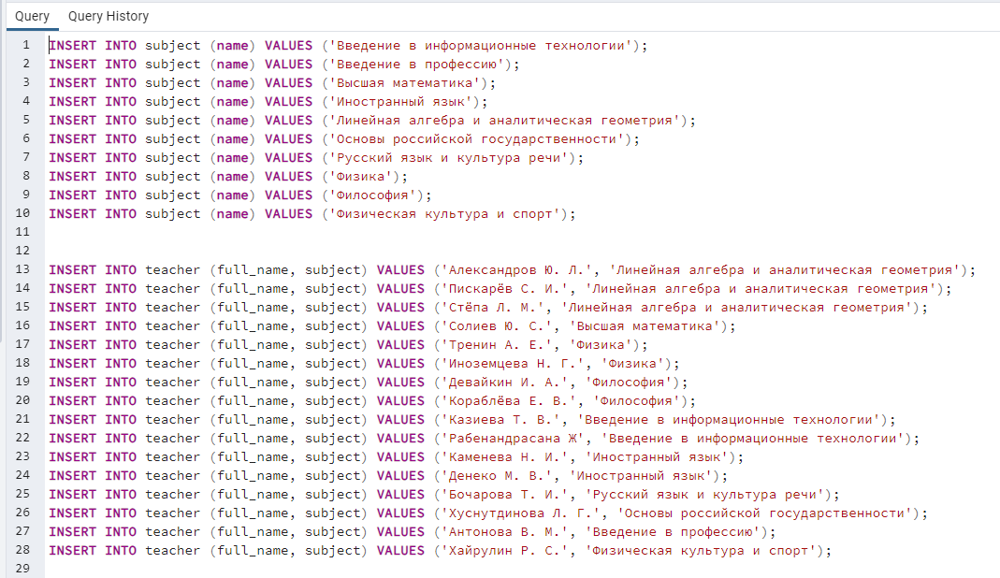 Query Query History
1 INSERT INTO subject (name) VALUES ('Введение в информационные технологии');
2 INSERT INTO subject (name) VALUES ('Введение в профессию');
3 INSERT INTO subject (name) VALUES ('Высшая математика');
4 INSERT INTO subject (name) VALUES ('Иностранный язык');
5 INSERT INTO subject (name) VALUES ('Линейная алгебра и аналитическая геометрия');
6 INSERT INTO subject (name) VALUES ('Основы российской государственности');
7 INSERT INTO subject (name) VALUES ('Русский язык и культура речи');
8 INSERT INTO subject (name) VALUES ('Физика');
9 INSERT INTO subject (name) VALUES ('Философия');
10 INSERT INTO subject (name) VALUES ('Физическая культура и спорт');
11
12
13 INSERT INTO teacher (full_name, subject) VALUES ('Александров Ю. Л.', 'Линейная алгебра и аналитическая геометрия');
14 INSERT INTO teacher (full_name, subject) VALUES ('Пискарёв С. И.', 'Линейная алгебра и аналитическая геометрия');
15 INSERT INTO teacher (full_name, subject) VALUES ('Стёпа Л. М.', 'Линейная алгебра и аналитическая геометрия');
16 INSERT INTO teacher (full_name, subject) VALUES ('Солиев Ю. С.', 'Высшая математика');
17 INSERT INTO teacher (full_name, subject) VALUES ('Тренин А. Е.', 'Физика');
18 INSERT INTO teacher (full_name, subject) VALUES ('Иноземцева Н. Г.', 'Физика');
19 INSERT INTO teacher (full_name, subject) VALUES ('Девайкин И. А.', 'Философия');
20 INSERT INTO teacher (full_name, subject) VALUES ('Кораблёва Е. В.', 'Философия');
21 INSERT INTO teacher (full_name, subject) VALUES ('Казиева Т. В.', 'Введение в информационные технологии');
22 INSERT INTO teacher (full_name, subject) VALUES ('Рабенандрасана Ж', 'Введение в информационные технологии');
23 INSERT INTO teacher (full_name, subject) VALUES ('Каменева Н. И.', 'Иностранный язык');
24 INSERT INTO teacher (full_name, subject) VALUES ('Денеко М. В.', 'Иностранный язык');
25 INSERT INTO teacher (full_name, subject) VALUES ('Бочарова Т. И.', 'Русский язык и культура речи');
26 INSERT INTO teacher (full_name, subject) VALUES ('Хуснутдинова Л. Г.', 'Основы российской государственности');
27 INSERT INTO teacher (full_name, subject) VALUES ('Антонова В. М.', 'Введение в профессию');
28 INSERT INTO teacher (full_name, subject) VALUES ('Хайрулин Р. С.', 'Физическая культура и спорт');
29